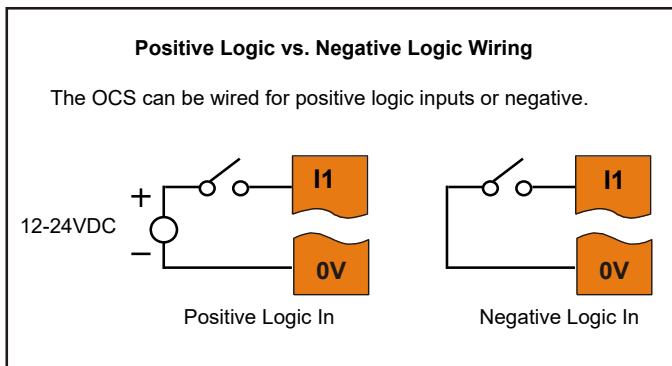 Positive Logic vs. Negative Logic Wiring
The OCS can be wired for positive logic inputs or negative.
I1
I1
+
12-24VDC
–
0V
0V
Positive Logic In
Negative Logic In